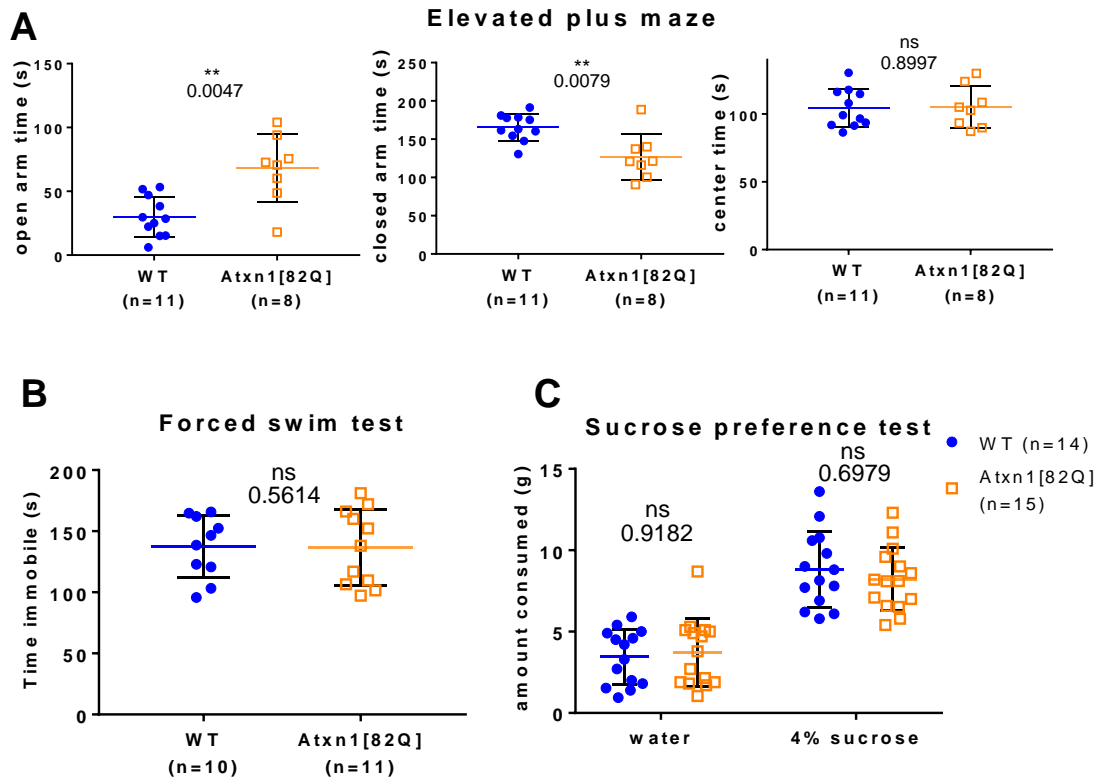 A
Elevated plus maze
open arm time (s)
150
100
50
0
**
0.0047
WT
(n=11)
Atxn1[82Q]
(n=8)
closed arm time (s)
250
200
150
100
50
0
**
0.0079
WT
(n=11)
Atxn1[82Q]
(n=8)
center time (s)
100
50
0
ns
0.8997
WT
(n=11)
Atxn1[82Q]
(n=8)
B
Forced swim test
Time immobile (s)
200
150
100
50
0
ns
0.5614
WT
(n=10)
Atxn1[82Q]
(n=11)
C
Sucrose preference test
amount consumed (g)
15
10
5
0
ns
0.9182
ns
0.6979
water
4% sucrose
WT (n=14)
Atxn1[82Q]
(n=15)